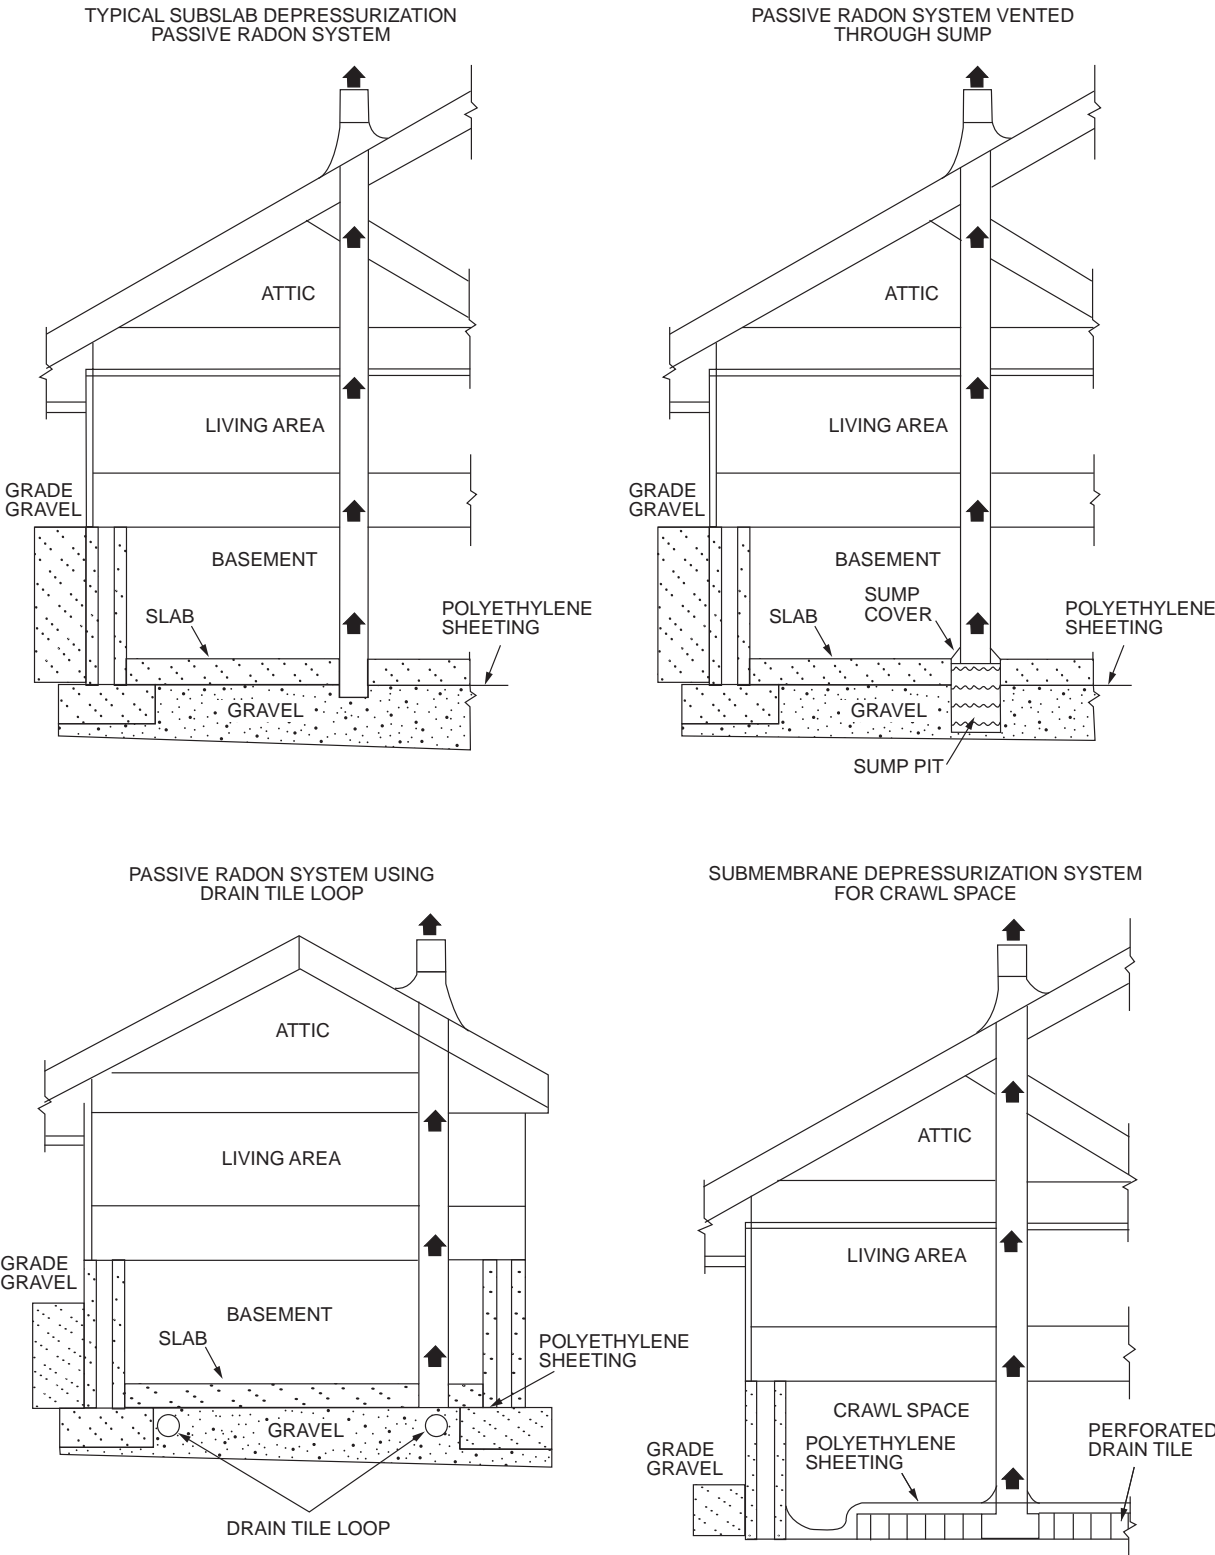 TYPICAL SUBSLAB DEPRESSURIZATION
PASSIVE RADON SYSTEM
ATTIC
LIVING AREA
GRADE
GRAVEL
BASEMENT
SLAB
POLYETHYLENE
SHEETING
GRAVEL
PASSIVE RADON SYSTEM VENTED
THROUGH SUMP
ATTIC
LIVING AREA
GRADE
GRAVEL
BASEMENT
SUMP
COVER
SLAB
POLYETHYLENE
SHEETING
GRAVEL
SUMP PIT
PASSIVE RADON SYSTEM USING
DRAIN TILE LOOP
ATTIC
LIVING AREA
GRADE
GRAVEL
BASEMENT
SLAB
POLYETHYLENE
SHEETING
GRAVEL
DRAIN TILE LOOP
SUBMEMBRANE DEPRESSURIZATION SYSTEM
FOR CRAWL SPACE
ATTIC
LIVING AREA
CRAWL SPACE
POLYETHYLENE
SHEETING
GRADE
GRAVEL
PERFORATED
DRAIN TILE